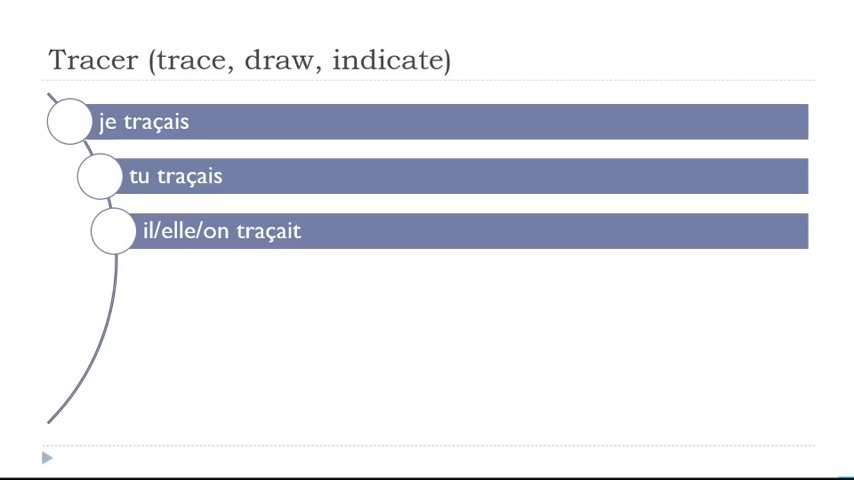 Tracer (trace, draw, indicate)
je traçais
tu traçais
il/elle/on traçait